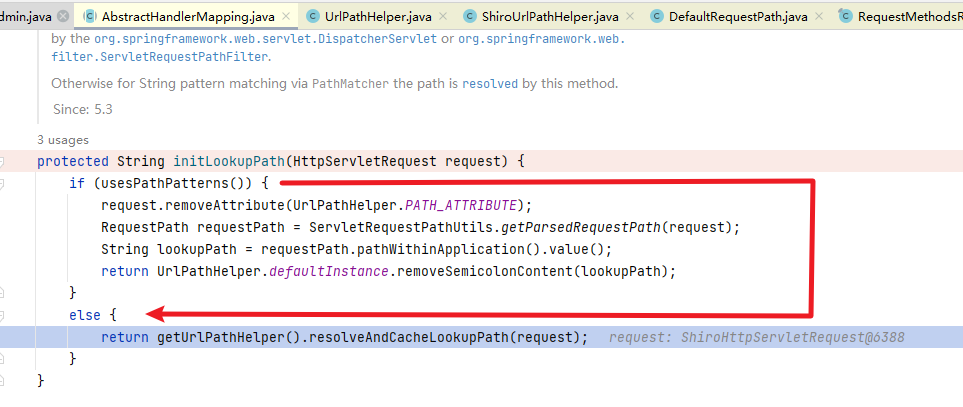 dmin.java AbstractHandlerMapping.java UrlPathHelper.java ShiroUrlPathHelper.java DefaultRequestPath.java RequestMethodsR
by the org.springframework.web.servlet.DispatcherServlet or org.springframework.web.
filter.ServletRequestPathFilter.
Otherwise for String pattern matching via PathMatcher the path is resolved by this method.
Since: 5.3
3 usages
protected String initLookupPath(HttpServletRequest request) {
if (usesPathPatterns()) {
request.removeAttribute(UrlPathHelper.PATH_ATTRIBUTE);
RequestPath requestPath = ServletRequestPathUtils.getParsedRequestPath(request);
String lookupPath = requestPath.pathWithinApplication().value();
return UrlPathHelper.defaultInstance.removeSemicolonContent(lookupPath);
}
else {
return getUrlPathHelper().resolveAndCacheLookupPath(request); request: ShiroHttpServletRequest@6388
}
}